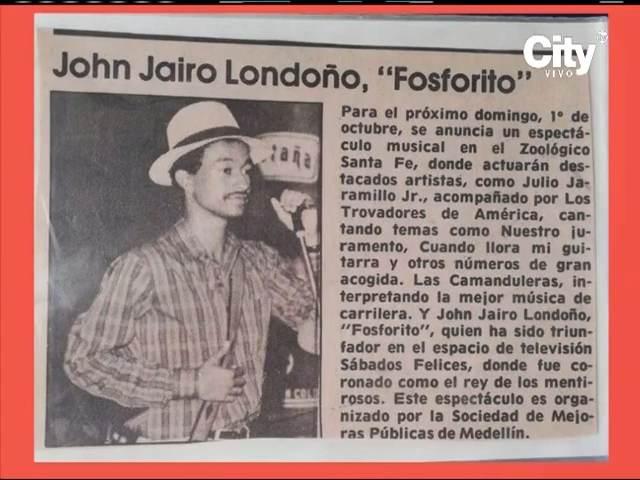 City tv
VIVO
John Jairo Londoño, "Fosforito"
Para el próximo domingo, 1º de
octubre, se anuncia un espectá-
culo musical en el Zoológico
Santa Fe, donde actuarán des-
tacados artistas, como Julio Ja-
ramillo Jr., acompañado por Los
Trovadores de América, can-
tando temas como Nuestro ju-
ramento, Cuando llora mi gui-
tarra y otros números de gran
acogida. Las Camanduleras, in-
terpretando la mejor música de
carrilera. Y John Jairo Londoño,
"Fosforito", quien ha sido triun-
fador en el espacio de televisión
Sábados Felices, donde fue co-
ronado como el rey de los menti-
rosos. Este espectáculo es orga-
nizado por la Sociedad de Mejo-
ras Públicas de Medellín.